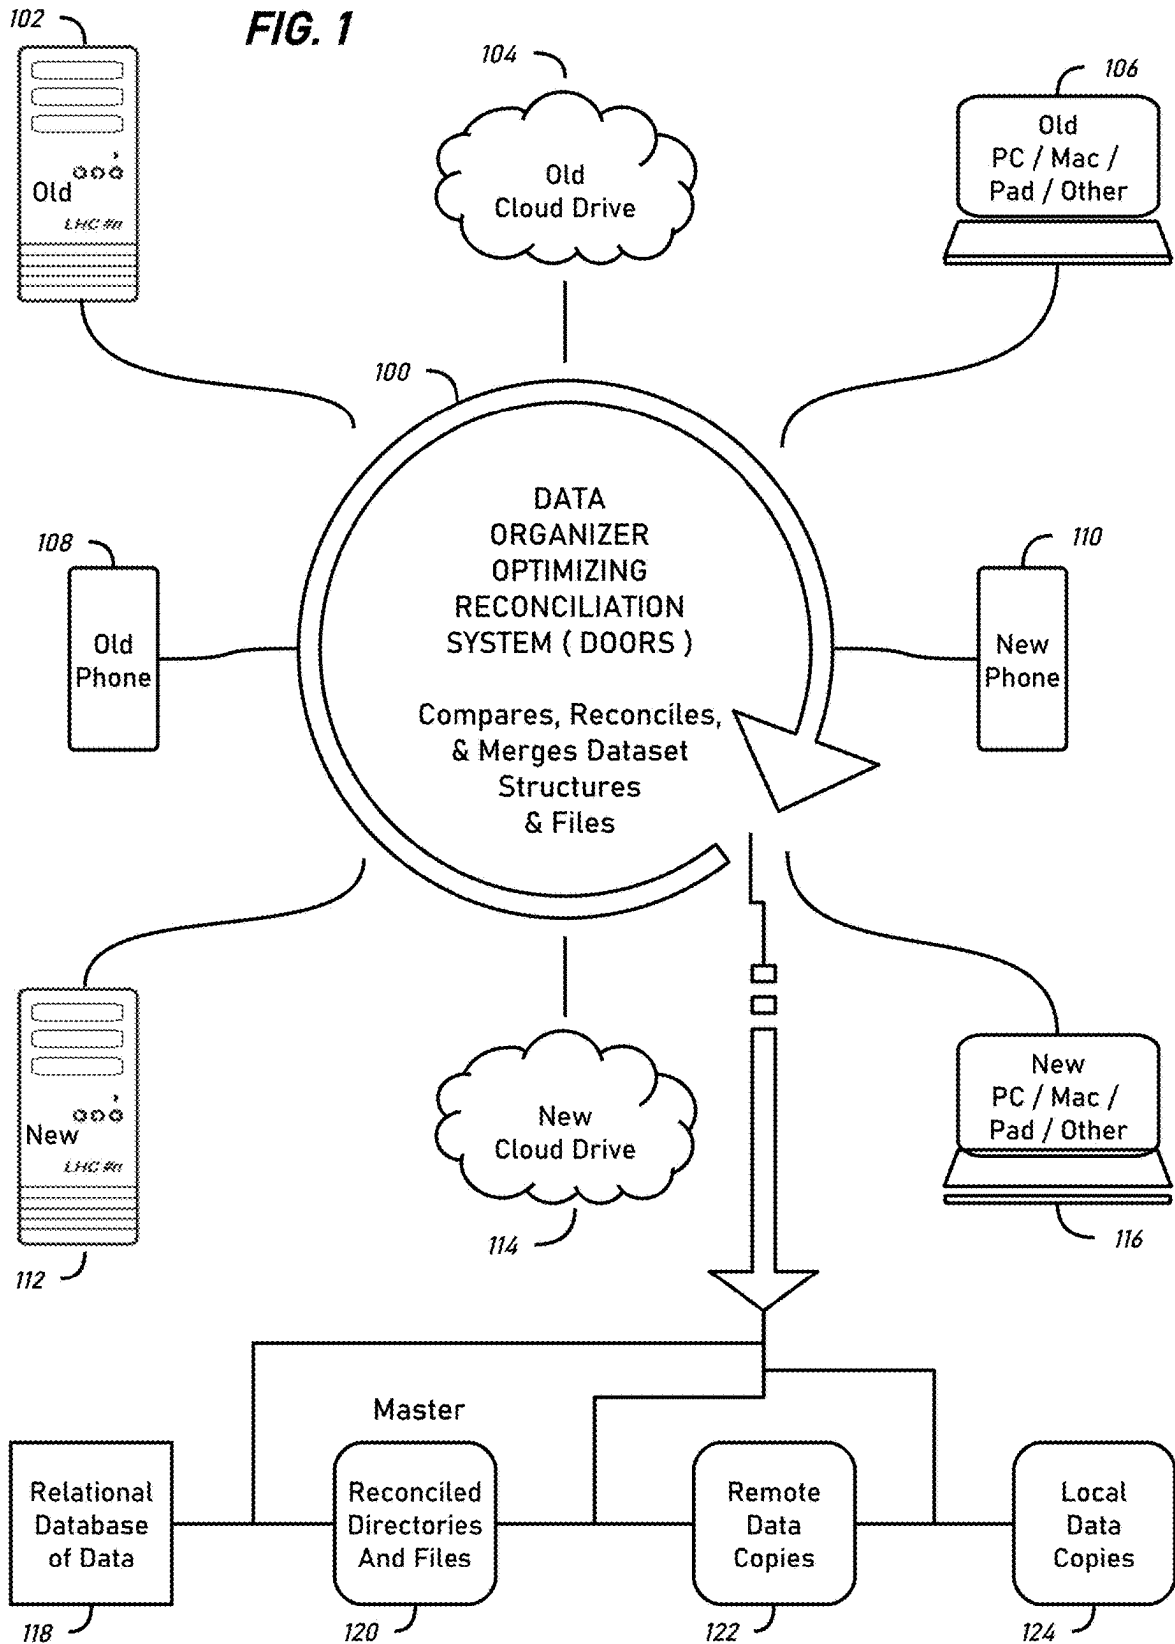 102
FIG. 1
104
106
Old
LHC #n
Old
Cloud Drive
Old
PC / Mac /
Pad / Other
100
DATA
ORGANIZER
OPTIMIZING
RECONCILIATION
SYSTEM ( DOORS )
Compares, Reconciles,
& Merges Dataset
Structures
& Files
108
Old
Phone
110
New
Phone
New
LHC #n
112
New
Cloud Drive
114
New
PC / Mac /
Pad / Other
116
Master
Relational
Database
of Data
118
Reconciled
Directories
And Files
120
Remote
Data
Copies
122
Local
Data
Copies
124